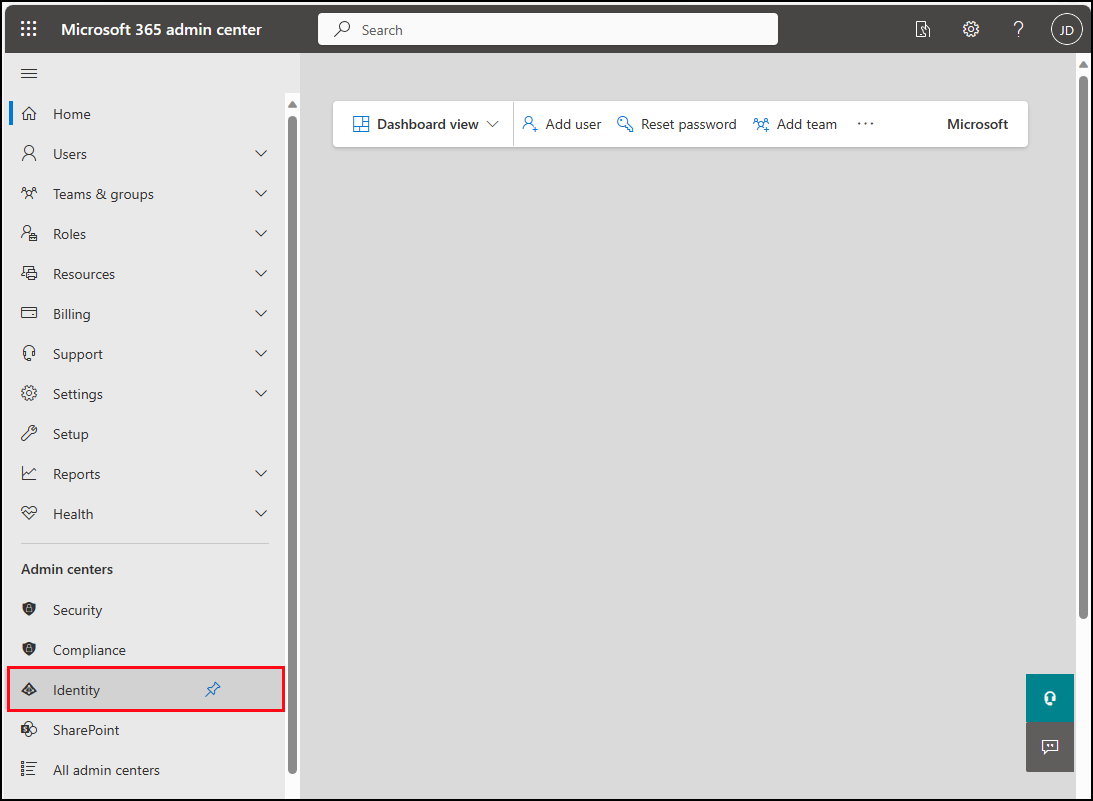 Microsoft 365 admin center
Search
?
JD
Home
Users
Teams & groups
Roles
Resources
Billing
Support
Settings
Setup
Reports
Health
Admin centers
Security
Compliance
Identity
SharePoint
All admin centers
Dashboard view Add user Reset password Add team ... Microsoft